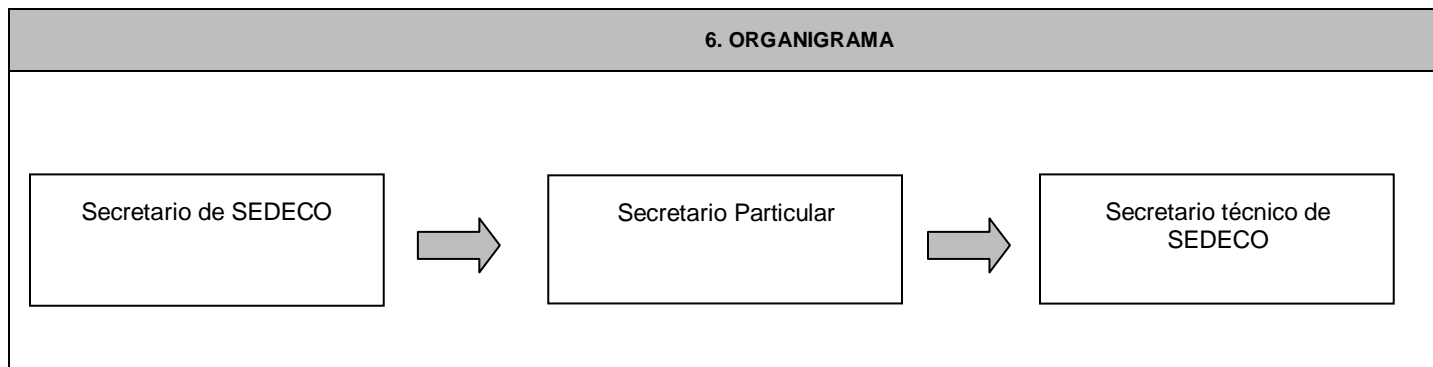 6. ORGANIGRAMA
Secretario de SEDECO
Secretario Particular
Secretario técnico de
SEDECO